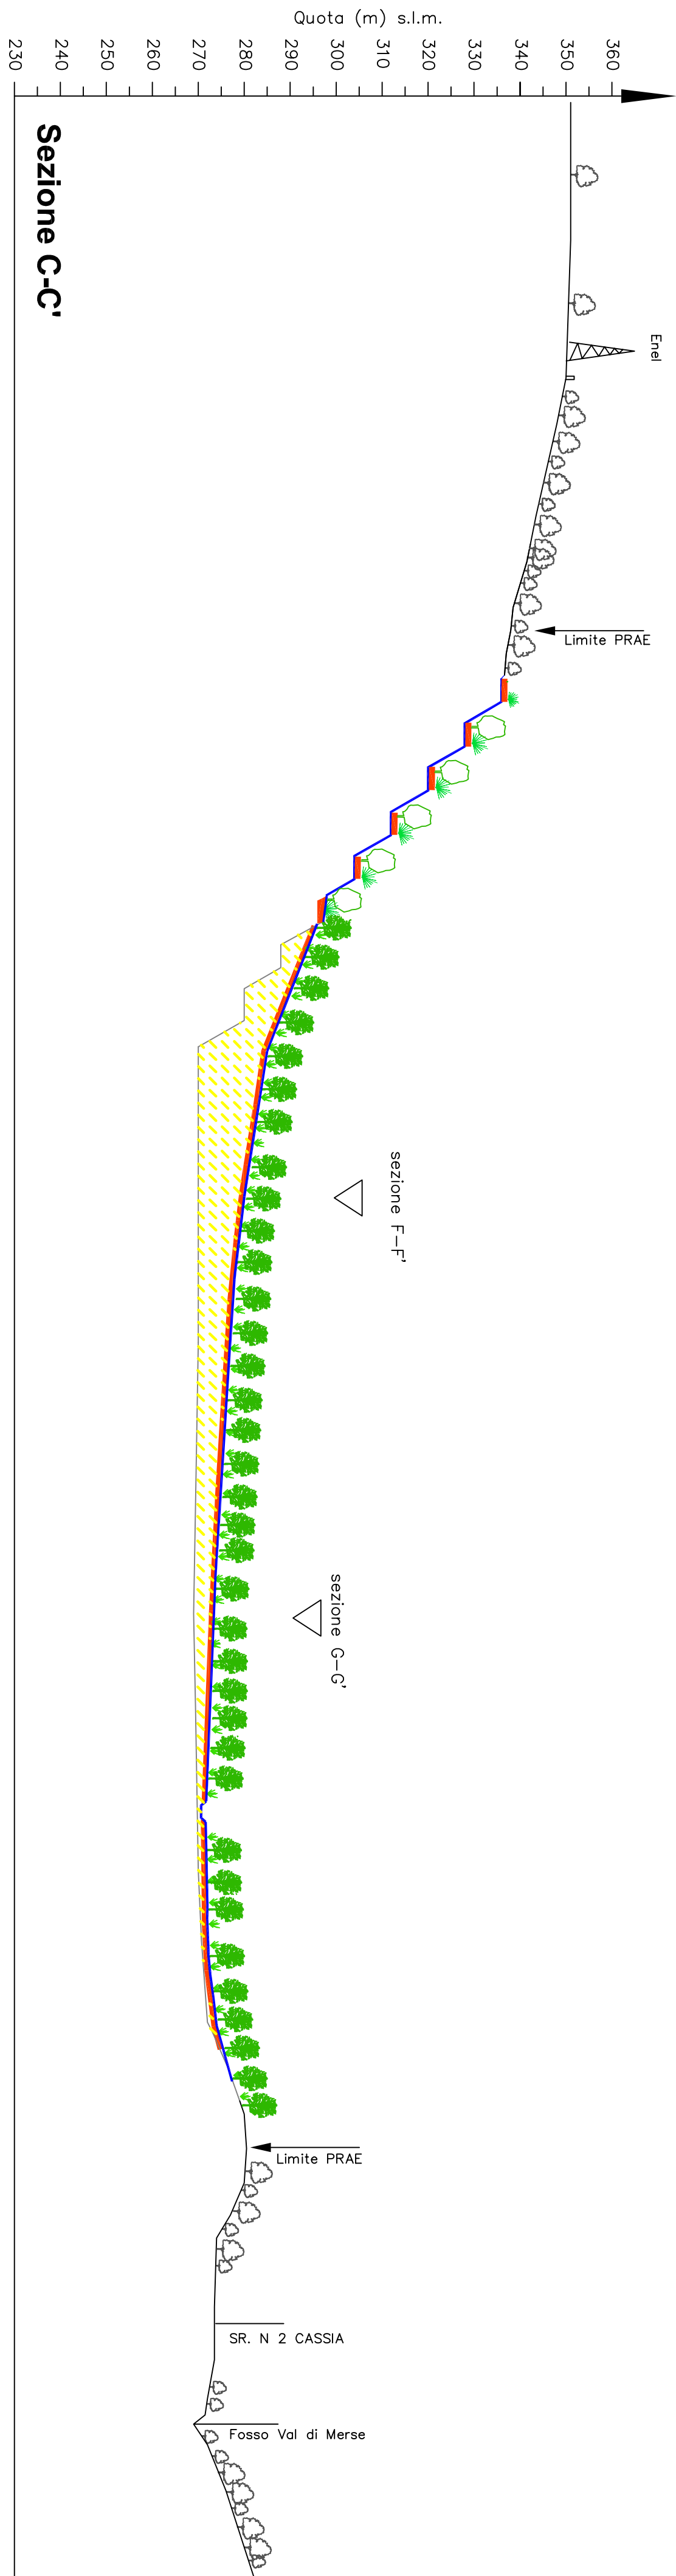 Quota (m) s.l.m.
360
350
340
330
320
310
300
290
280
270
260
250
240
230
Sezione C-C'
Enel
Limite PRAE
sezione F-F'
sezione G-G'
Limite PRAE
SR. N 2 CASSIA
Fosso Val di Merse